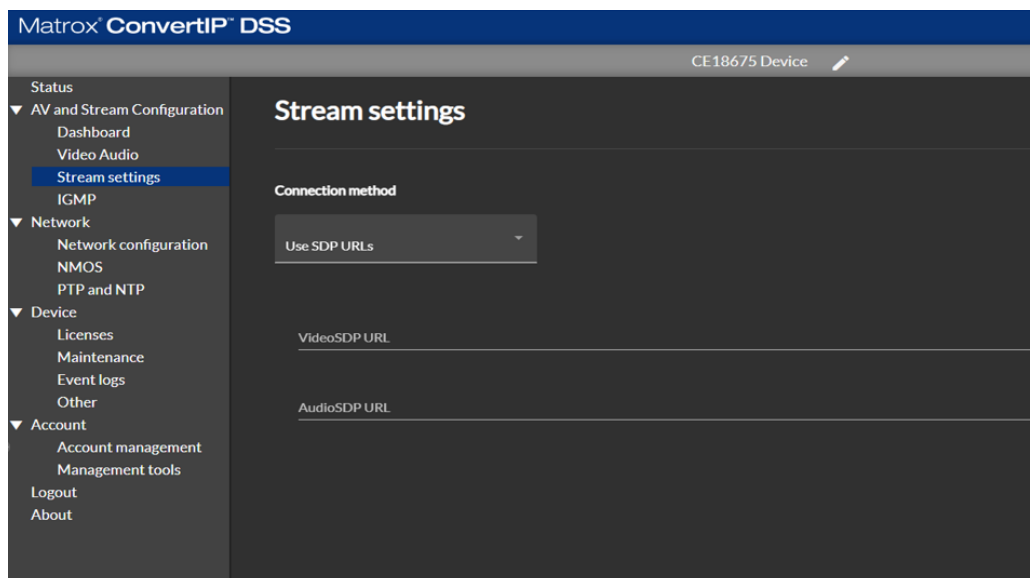 Matrox® ConvertIP™ DSS
CE18675 Device
Status
AV and Stream Configuration
Dashboard
Video Audio
Stream settings
IGMP
Network
Network configuration
NMOS
PTP and NTP
Device
Licenses
Maintenance
Event logs
Other
Account
Account management
Management tools
Logout
About
Stream settings
Connection method
Use SDP URLs
VideoSDP URL
AudioSDP URL